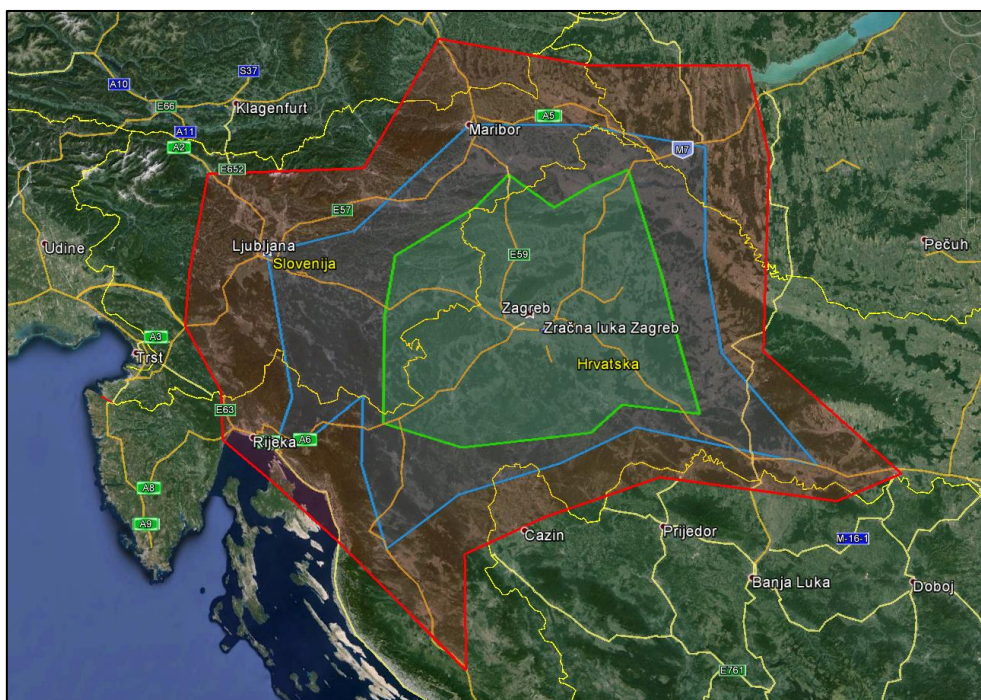 S37
A10
E66
Klagenfurt
A5
A11
Maribor
A2
M7
E652
E57
Ljubljana
Udine
Pečuh
E59
Slovenija
Zagreb
Zračna luka Zagreb
A3
Trst
Hrvatska
E63
Rijeka
A6
A8
A9
Cazin
Prijedor
M-16-1
Banja Luka
Doboj
E761